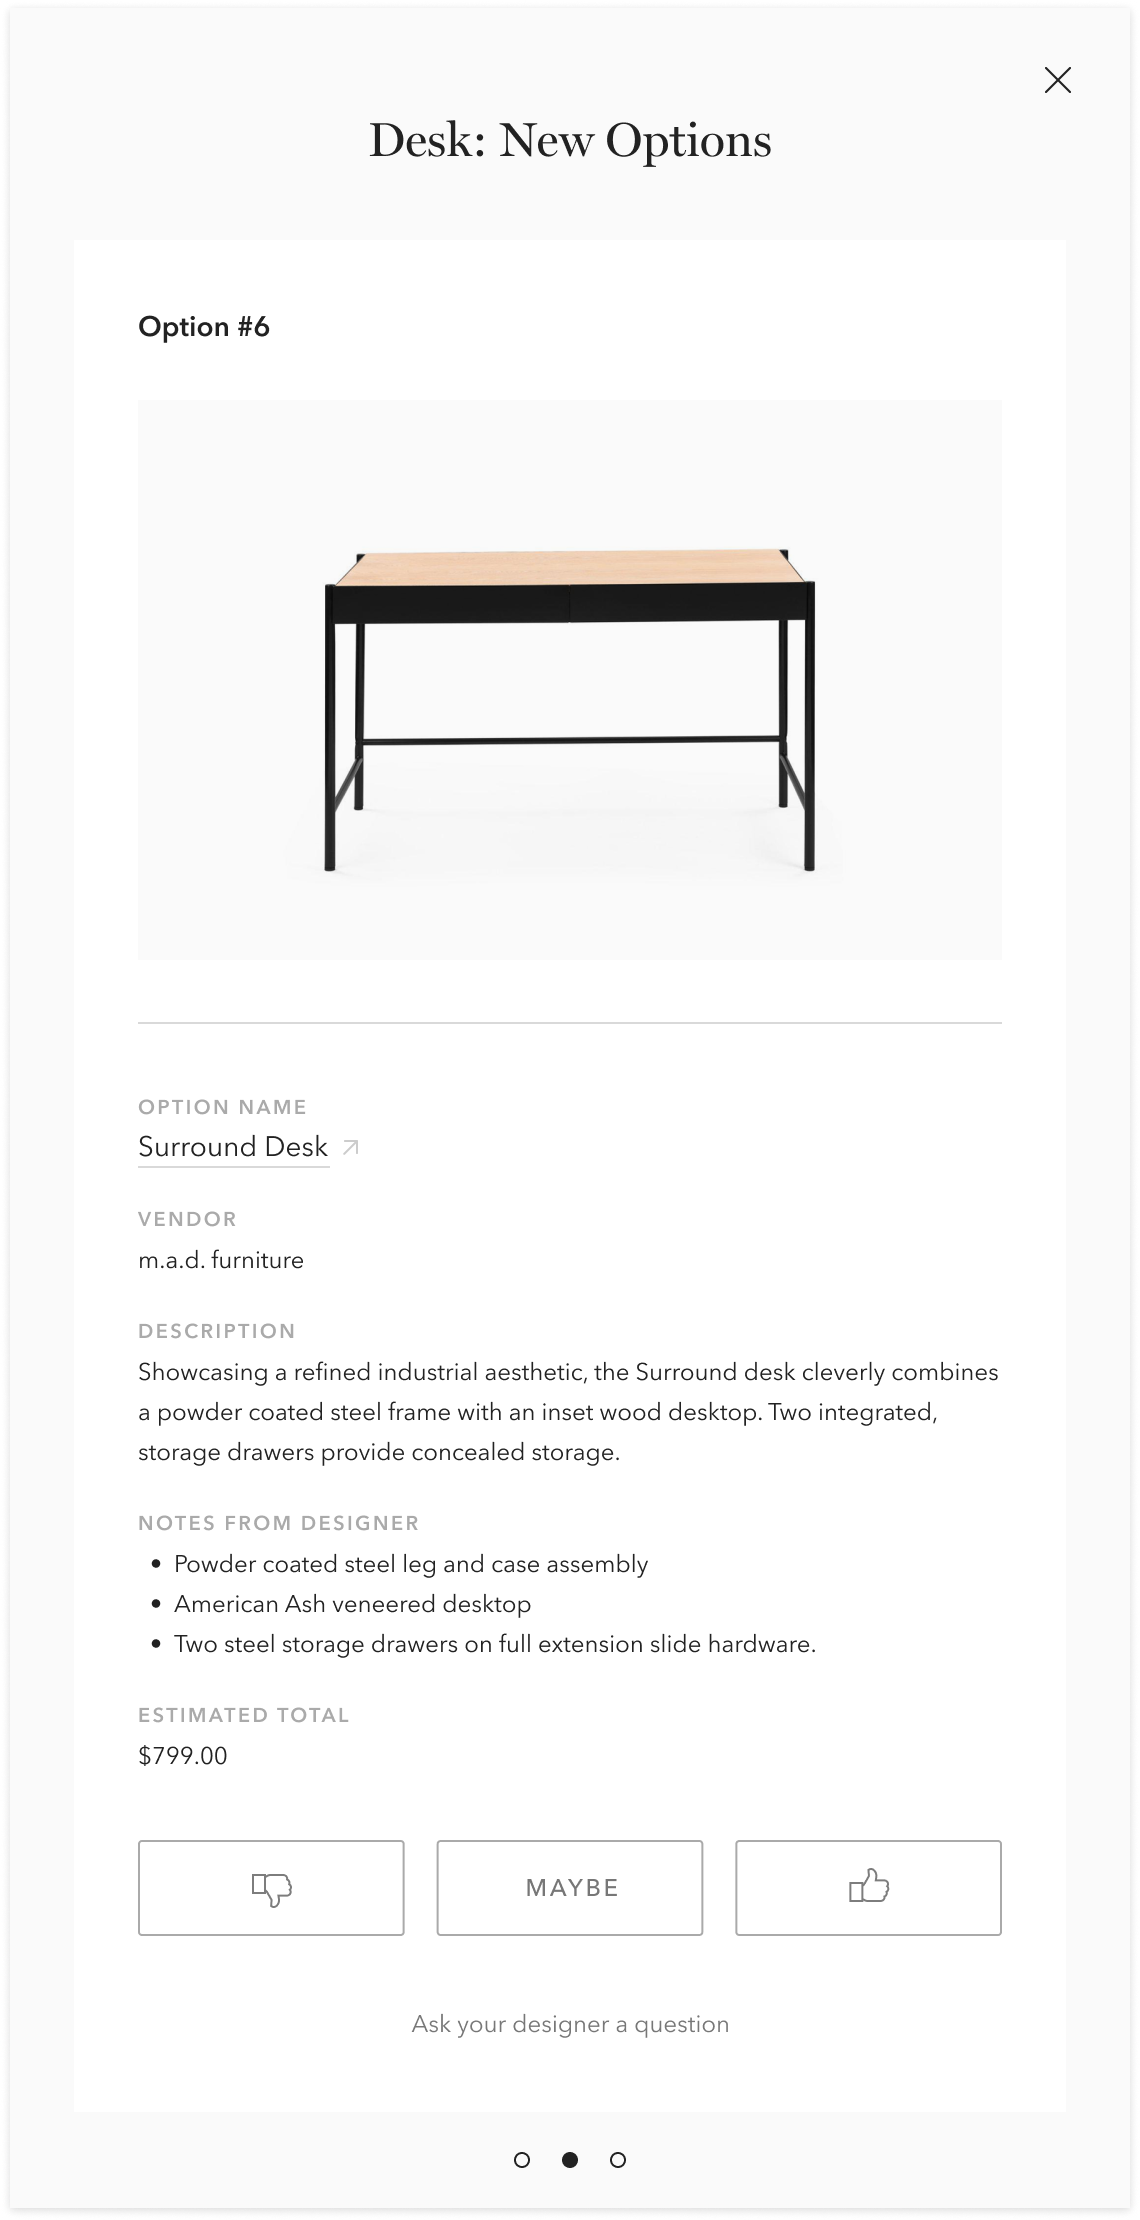 Desk: New Options
Option #6
OPTION NAME
Surround Desk
VENDOR
m.a.d. furniture
DESCRIPTION
Showcasing a refined industrial aesthetic, the Surround desk cleverly combines
a powder coated steel frame with an inset wood desktop. Two integrated,
storage drawers provide concealed storage.
NOTES FROM DESIGNER
• Powder coated steel leg and case assembly
• American Ash veneered desktop
• Two steel storage drawers on full extension slide hardware.
ESTIMATED TOTAL
$799.00
MAYBE
Ask your designer a question